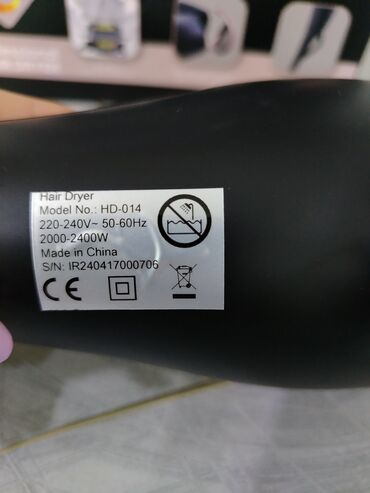 Hair Dryer
Model No.: HD-014
220-240V~ 50-60Hz
2000-2400W
Made in China
S/N: IR240417000706
CE